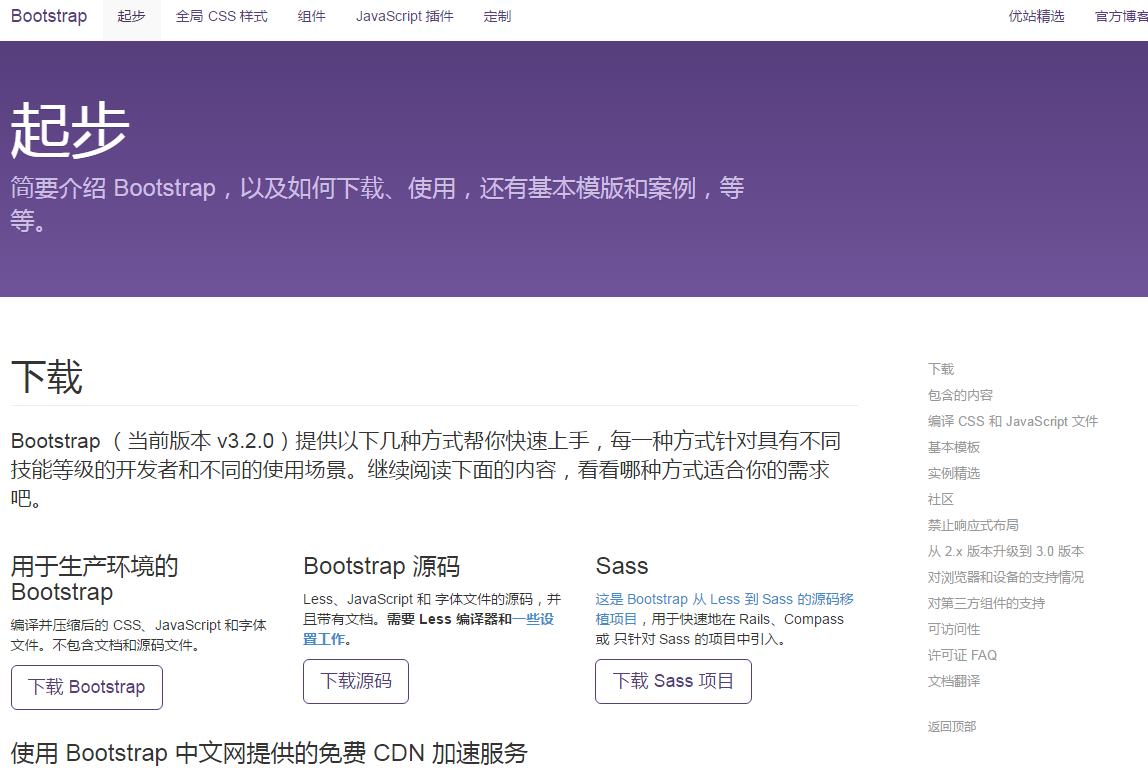 Bootstrap 起步 全局 CSS 样式 组件 JavaScript 插件 定制 优站精选 官方博客
起步
简要介绍 Bootstrap，以及如何下载、使用，还有基本模版和案例，等
等。
下载
Bootstrap （当前版本 v3.2.0）提供以下几种方式帮你快速上手，每一种方式针对具有不同
技能等级的开发者和不同的使用场景。继续阅读下面的内容，看看哪种方式适合你的需求
吧。
用于生产环境的
Bootstrap
编译并压缩后的 CSS、JavaScript 和字体
文件。不包含文档和源码文件。
下载 Bootstrap
Bootstrap 源码
Less、JavaScript 和 字体文件的源码，并
且带有文档。需要 Less 编译器和一些设
置工作。
下载源码
Sass
这是 Bootstrap 从 Less 到 Sass 的源码移
植项目，用于快速地在 Rails、Compass
或 只针对 Sass 的项目中引入。
下载 Sass 项目
使用 Bootstrap 中文网提供的免费 CDN 加速服务
下载
包含的内容
编译 CSS 和 JavaScript 文件
基本模板
实例精选
社区
禁止响应式布局
从 2.x 版本升级到 3.0 版本
对浏览器和设备的支持情况
对第三方组件的支持
可访问性
许可证 FAQ
文档翻译
返回顶部